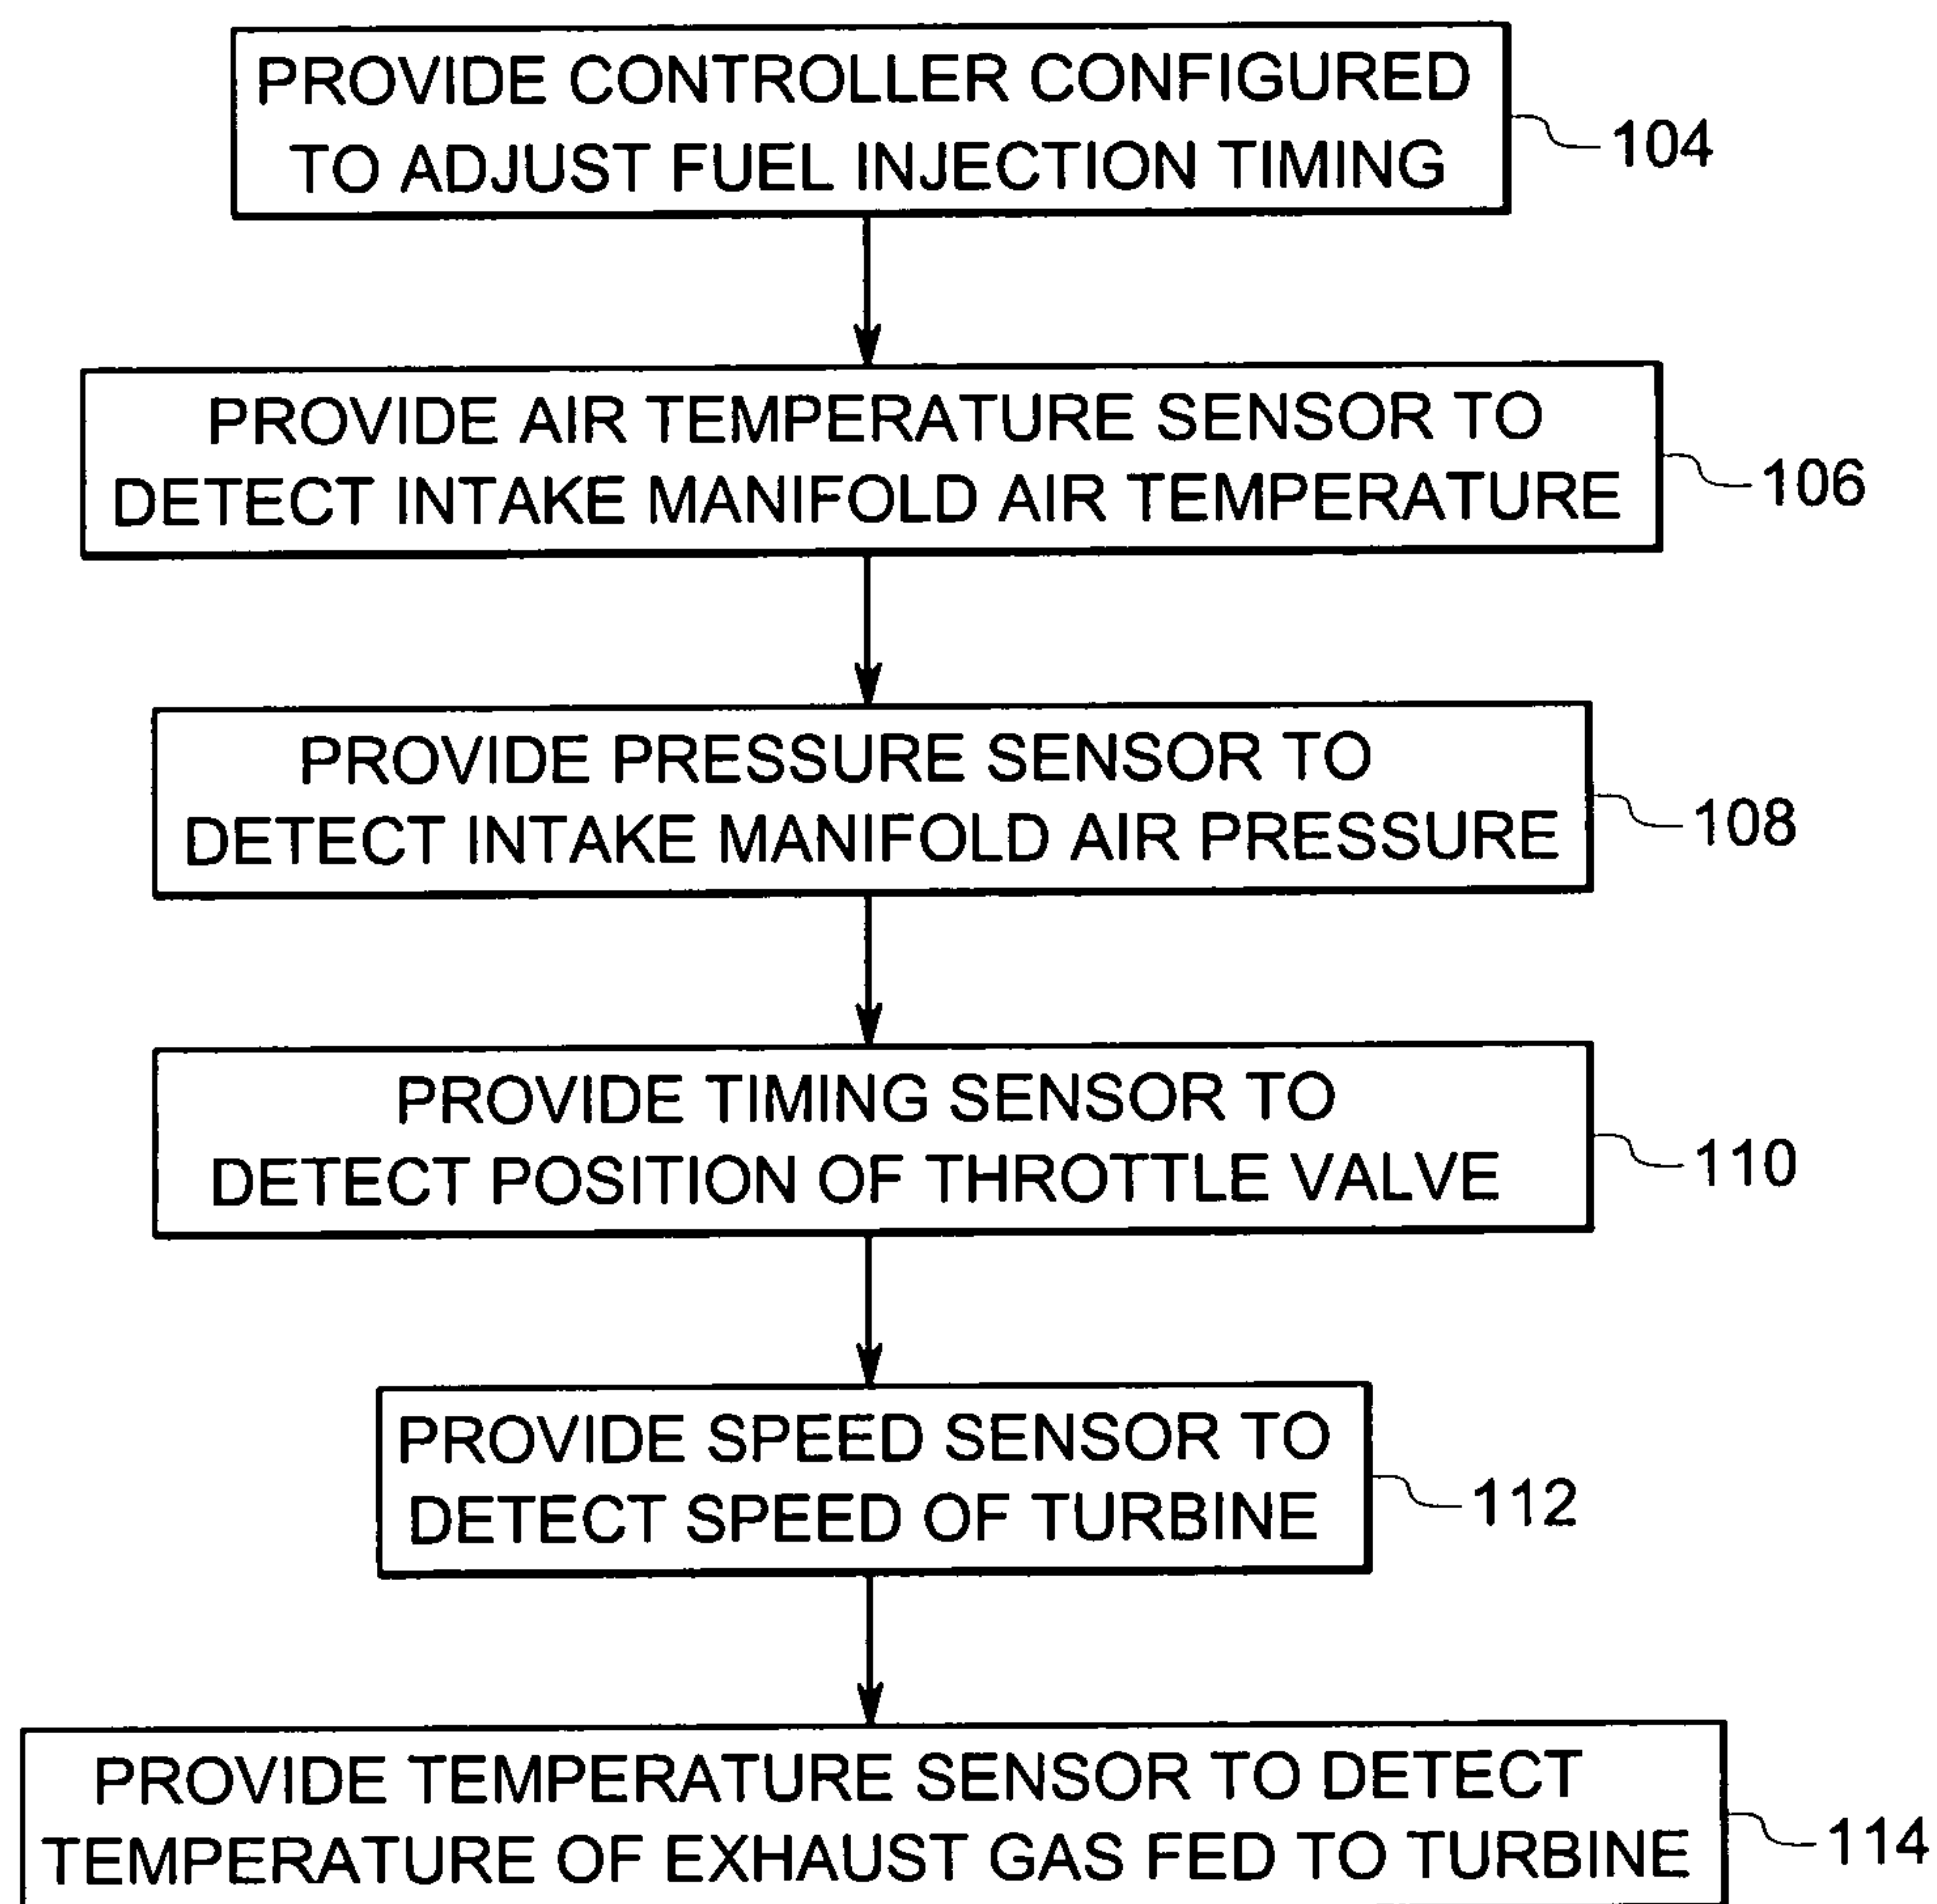 PROVIDE CONTROLLER CONFIGURED
TO ADJUST FUEL INJECTION TIMING
104
PROVIDE AIR TEMPERATURE SENSOR TO
DETECT INTAKE MANIFOLD AIR TEMPERATURE
106
PROVIDE PRESSURE SENSOR TO
DETECT INTAKE MANIFOLD AIR PRESSURE
108
PROVIDE TIMING SENSOR TO
DETECT POSITION OF THROTTLE VALVE
110
PROVIDE SPEED SENSOR TO
DETECT SPEED OF TURBINE
112
PROVIDE TEMPERATURE SENSOR TO DETECT
TEMPERATURE OF EXHAUST GAS FED TO TURBINE
114